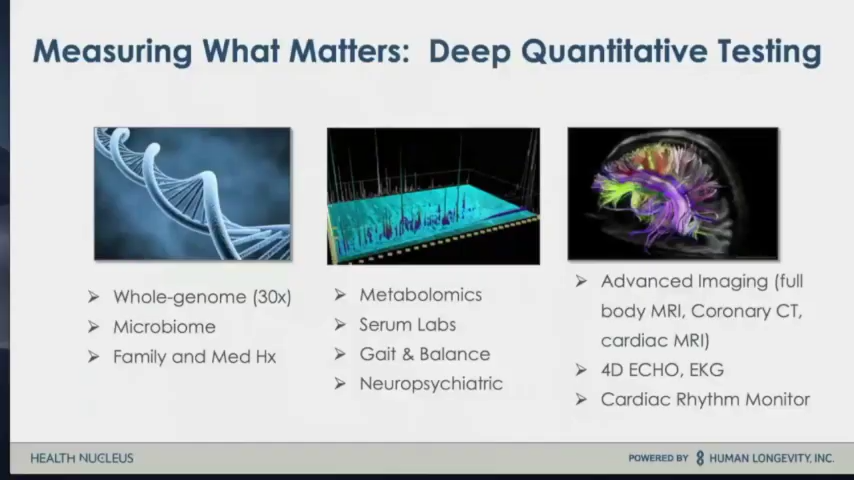 Measuring What Matters: Deep Quantitative Testing
Whole-genome (30x)
Microbiome
Family and Med Hx
Metabolomics
Serum Labs
Gait & Balance
Neuropsychiatric
Advanced Imaging (full
body MRI, Coronary CT,
cardiac MRI)
4D ECHO, EKG
Cardiac Rhythm Monitor
HEALTH NUCLEUS
POWERED BY HUMAN LONGEVITY, INC.